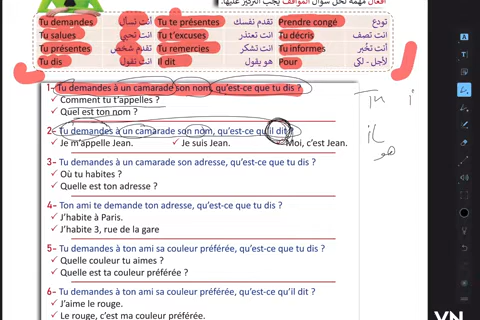 أفعال مهمة لحل سؤال المواقف يجب التركيز عليها.
Tu demandes أنت تسأل Tu te présentes تقدم نفسك Prendre congé تودع
Tu salues أنت تحيي Tu t'excuses أنت تعتذر Tu décris أنت تصف
Tu présentes تقدم شخص Tu remercies أنت تشكر Tu informes أنت تخبر
Tu dis أنت تقول Il dit هو يقول Pour لأجل - لكي
1- Tu demandes à un camarade son nom, qu'est-ce que tu dis ?
✓ Comment tu t'appelles ?
✓ Quel est ton nom ?
2- Tu demandes à un camarade son nom, qu'est-ce qu'il dit ?
✓ Je m'appelle Jean. ✓ Je suis Jean. ✓ Moi, c'est Jean.
3- Tu demandes à un camarade son adresse, qu'est-ce que tu dis ?
✓ Où tu habites ?
✓ Quelle est ton adresse ?
4- Ton ami te demande ton adresse, qu'est-ce que tu dis ?
✓ J'habite à Paris.
✓ J'habite 3, rue de la gare
5- Tu demandes à ton ami sa couleur préférée, qu'est-ce que tu dis ?
✓ Quelle couleur tu aimes ?
✓ Quelle est ta couleur préférée ?
6- Tu demandes à ton ami sa couleur préférée, qu'est-ce qu'il dit ?
✓ J'aime le rouge.
✓ Le rouge, c'est ma couleur préférée.
Tu
il
هو
VN